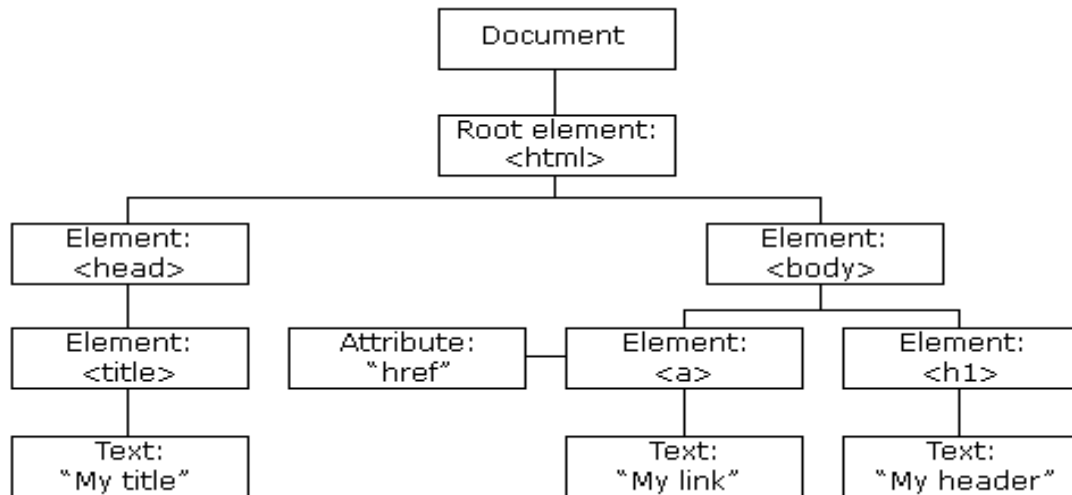 Document
Root element:
<html>
Element:
<head>
Element:
<body>
Element:
<title>
Attribute:
“href”
Element:
<a>
Element:
<h1>
Text:
“My title”
Text:
“My link”
Text:
“My header”